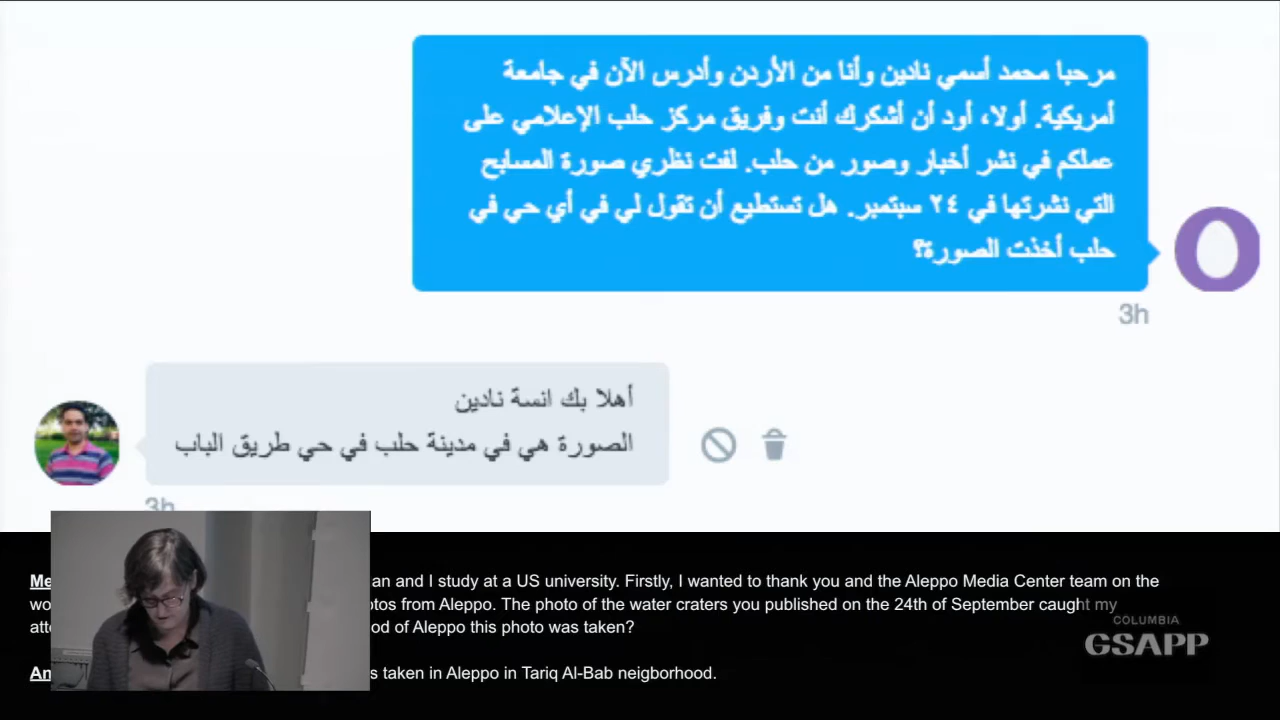 مرحبا محمد أسمي نادين وأنا من الأردن وأدرس الآن في جامعة
أمريكية. أولا، أود أن أشكرك أنت وفريق مركز حلب الإعلامي على
عملكم في نشر أخبار وصور من حلب. لفت نظري صورة المسابح
التي نشرتها في ٢٤ سبتمبر. هل تستطيع أن تقول لي في أي حي في
حلب أخذت الصورة؟
3h
أهلا بك انسة نادين
الصورة هي في مدينة حلب في حي طريق الباب
3h
an and I study at a US university. Firstly, I wanted to thank you and the Aleppo Media Center team on the
otos from Aleppo. The photo of the water craters you published on the 24th of September caught my
od of Aleppo this photo was taken?
s taken in Aleppo in Tariq Al-Bab neigborhood.
COLUMBIA
GSAPP